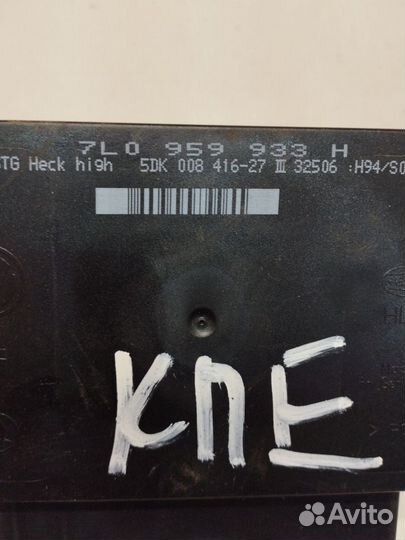 7L0 959 933 H
STG Heck high 5DK 008 416-27 III 32506 :H94/S0
КПЕ
Avito